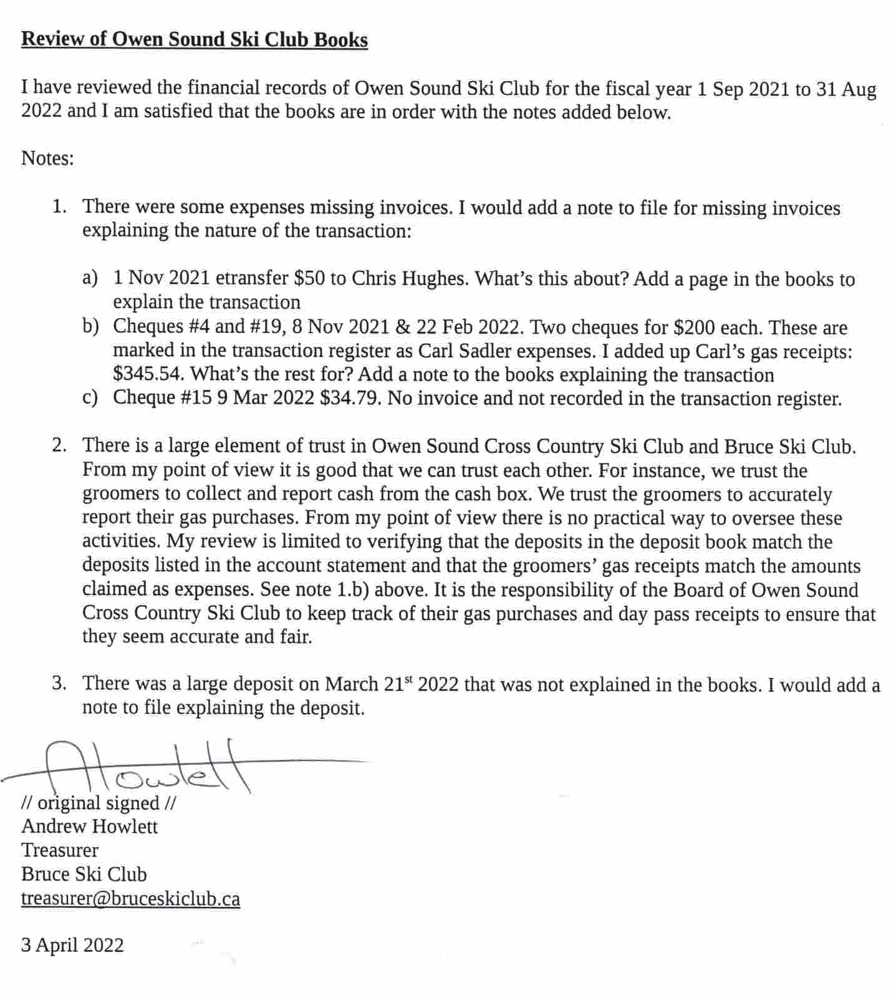 Review of Owen Sound Ski Club Books
I have reviewed the financial records of Owen Sound Ski Club for the fiscal year 1 Sep 2021 to 31 Aug
2022 and I am satisfied that the books are in order with the notes added below.
Notes:
1. There were some expenses missing invoices. I would add a note to file for missing invoices
explaining the nature of the transaction:
a) 1 Nov 2021 etransfer $50 to Chris Hughes. What’s this about? Add a page in the books to
explain the transaction
b) Cheques #4 and #19, 8 Nov 2021 & 22 Feb 2022. Two cheques for $200 each. These are
marked in the transaction register as Carl Sadler expenses. I added up Carl’s gas receipts:
$345.54. What’s the rest for? Add a note to the books explaining the transaction
c) Cheque #15 9 Mar 2022 $34.79. No invoice and not recorded in the transaction register.
2. There is a large element of trust in Owen Sound Cross Country Ski Club and Bruce Ski Club.
From my point of view it is good that we can trust each other. For instance, we trust the
groomers to collect and report cash from the cash box. We trust the groomers to accurately
report their gas purchases. From my point of view there is no practical way to oversee these
activities. My review is limited to verifying that the deposits in the deposit book match the
deposits listed in the account statement and that the groomers’ gas receipts match the amounts
claimed as expenses. See note 1.b) above. It is the responsibility of the Board of Owen Sound
Cross Country Ski Club to keep track of their gas purchases and day pass receipts to ensure that
they seem accurate and fair.
3. There was a large deposit on March 21st 2022 that was not explained in the books. I would add a
note to file explaining the deposit.
AHowlett
// original signed //
Andrew Howlett
Treasurer
Bruce Ski Club
treasurer@bruceskiclub.ca
3 April 2022